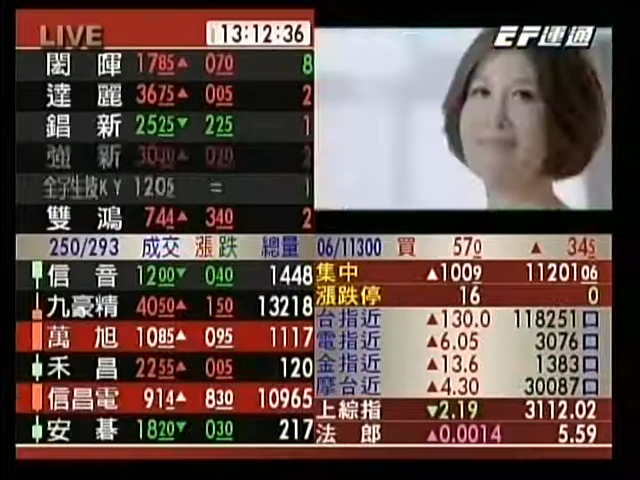 LIVE 13:12:36
EF運通
閎暉 1785▲ 070 8
達麗 3675▲ 005 2
錩新 2525▼ 225 1
強新
全宇生技KY 1205 = 1
雙鴻 744▲ 340 2
250/293 成交 漲跌 總量
信音 1200▼ 040 1448
九豪精 4050▲ 150 13218
萬旭 1085▲ 095 1117
禾昌 2255▲ 005 120
信昌電 914▲ 830 10965
安碁 1820▼ 030 217
06/11300 買 570 ▲ 345
集中 ▲1009 1120106
漲跌停 16 0
台指近 ▲130.0 118251口
電指近 ▲6.05 3076口
金指近 ▲13.6 1383口
摩台近 ▲4.30 30087口
上綜指 ▼2.19 3112.02
法郎 ▲0.0014 5.59